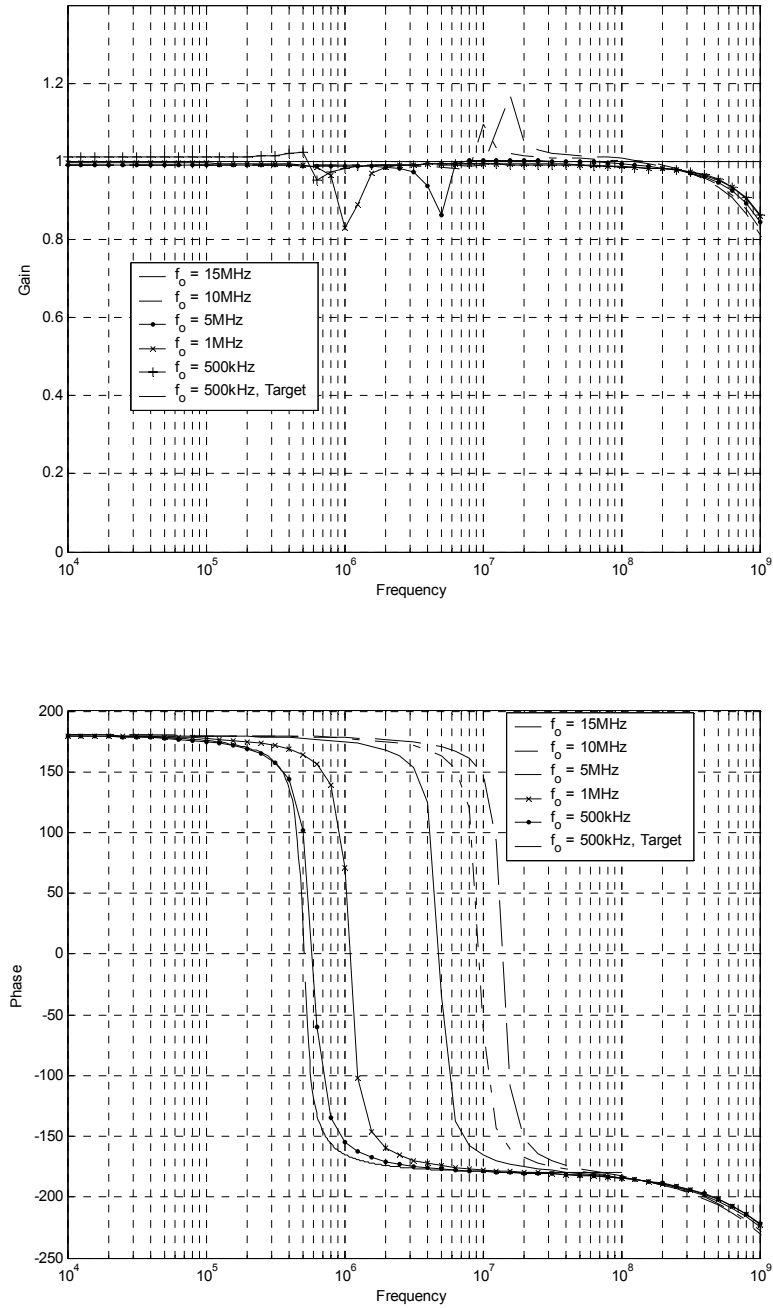 1.2
1
0.8
0.6
0.4
0.2
0
Gain
f_o = 15MHz
f_o = 10MHz
f_o = 5MHz
f_o = 1MHz
f_o = 500kHz
f_o = 500kHz, Target
10^4 10^5 10^6 10^7 10^8 10^9
Frequency
200
150
100
50
0
-50
-100
-150
-200
-250
Phase
f_o = 15MHz
f_o = 10MHz
f_o = 5MHz
f_o = 1MHz
f_o = 500kHz
f_o = 500kHz, Target
10^4 10^5 10^6 10^7 10^8 10^9
Frequency